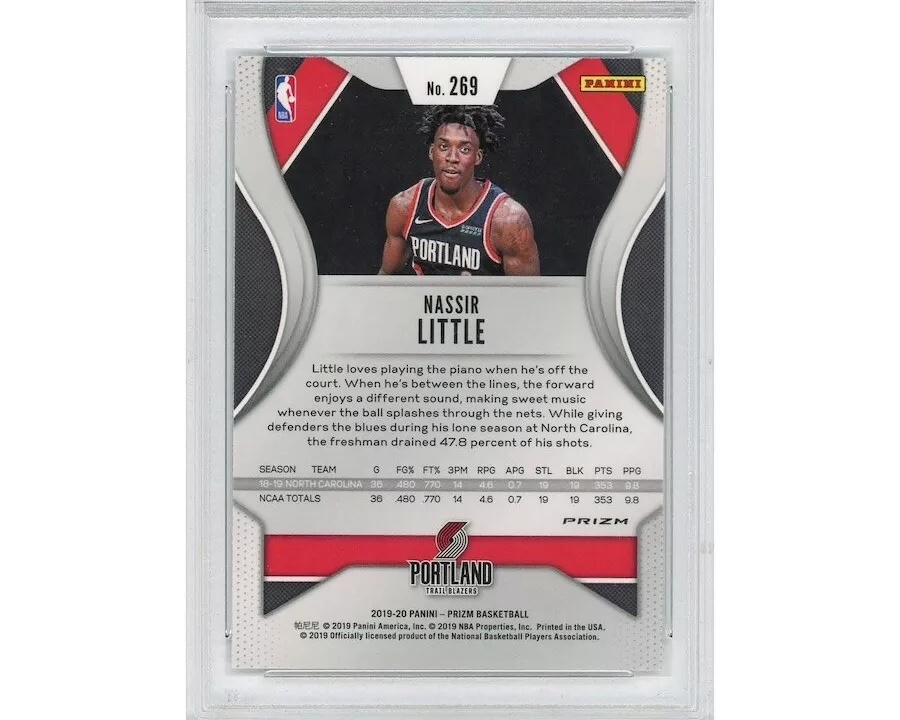 No. 269
PANINI
NBA
PORTLAND
NASSIR
LITTLE
Little loves playing the piano when he's off the
court. When he's between the lines, the forward
enjoys a different sound, making sweet music
whenever the ball splashes through the nets. While giving
defenders the blues during his lone season at North Carolina,
the freshman drained 47.8 percent of his shots.
SEASON TEAM G FG% FT% 3PM RPG APG STL BLK PTS PPG
18-19 NORTH CAROLINA 36 .480 .770 14 4.6 0.7 19 19 353 9.8
NCAA TOTALS 36 .480 .770 14 4.6 0.7 19 19 353 9.8
PRIZM
PORTLAND
TRAIL BLAZERS
2019-20 PANINI – PRIZM BASKETBALL
帕尼尼 © 2019 Panini America, Inc. © 2019 NBA Properties, Inc. Printed in the USA.
© 2019 Officially licensed product of the National Basketball Players Association.